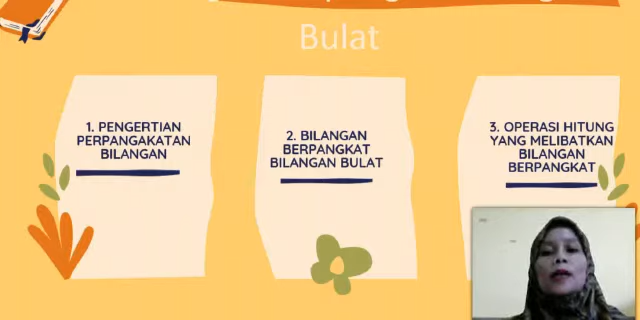 Bulat
1. PENGERTIAN
PERPANGAKATAN
BILANGAN
2. BILANGAN
BERPANGKAT
BILANGAN BULAT
3. OPERASI HITUNG
YANG MELIBATKAN
BILANGAN
BERPANGKAT